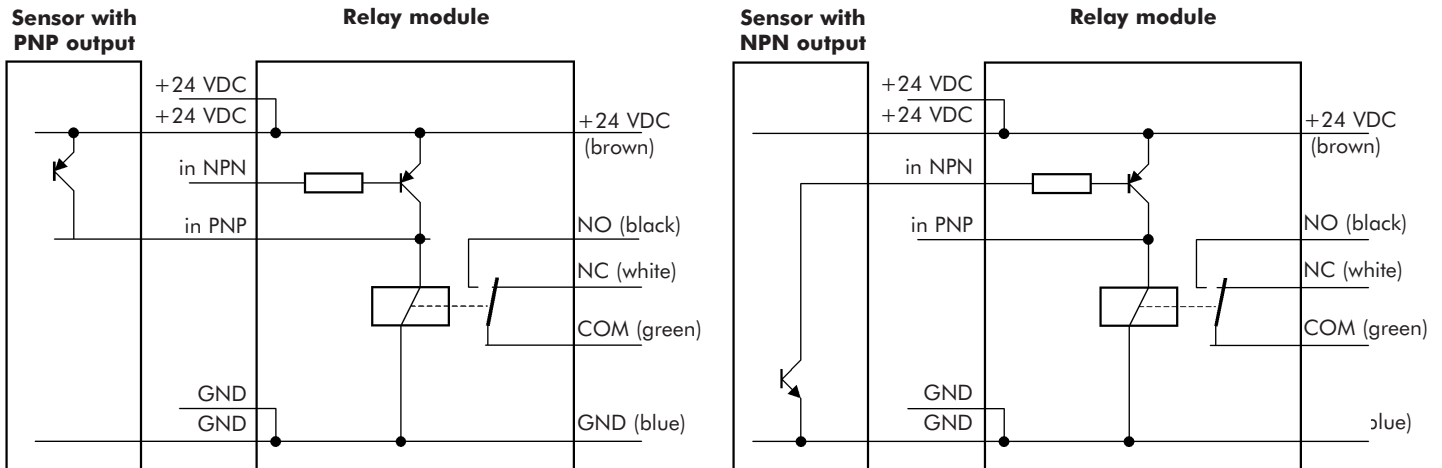 Sensor with
PNP output
Relay module
+24 VDC
+24 VDC
in NPN
in PNP
GND
GND
+24 VDC
(brown)
NO (black)
NC (white)
COM (green)
GND (blue)
Sensor with
NPN output
Relay module
+24 VDC
+24 VDC
in NPN
in PNP
GND
GND
+24 VDC
(brown)
NO (black)
NC (white)
COM (green)